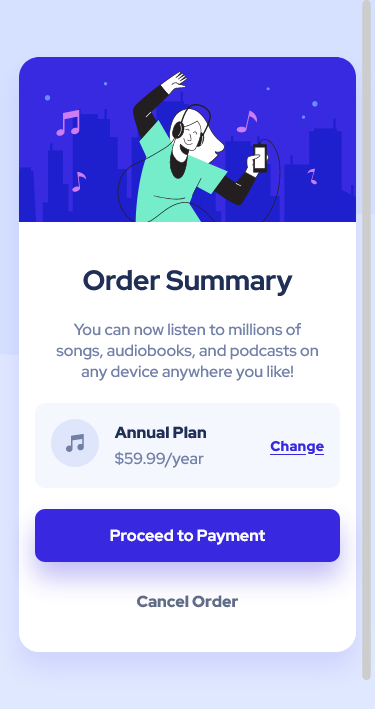 Order Summary
You can now listen to millions of
songs, audiobooks, and podcasts on
any device anywhere you like!
Annual Plan
$59.99/year
Change
Proceed to Payment
Cancel Order